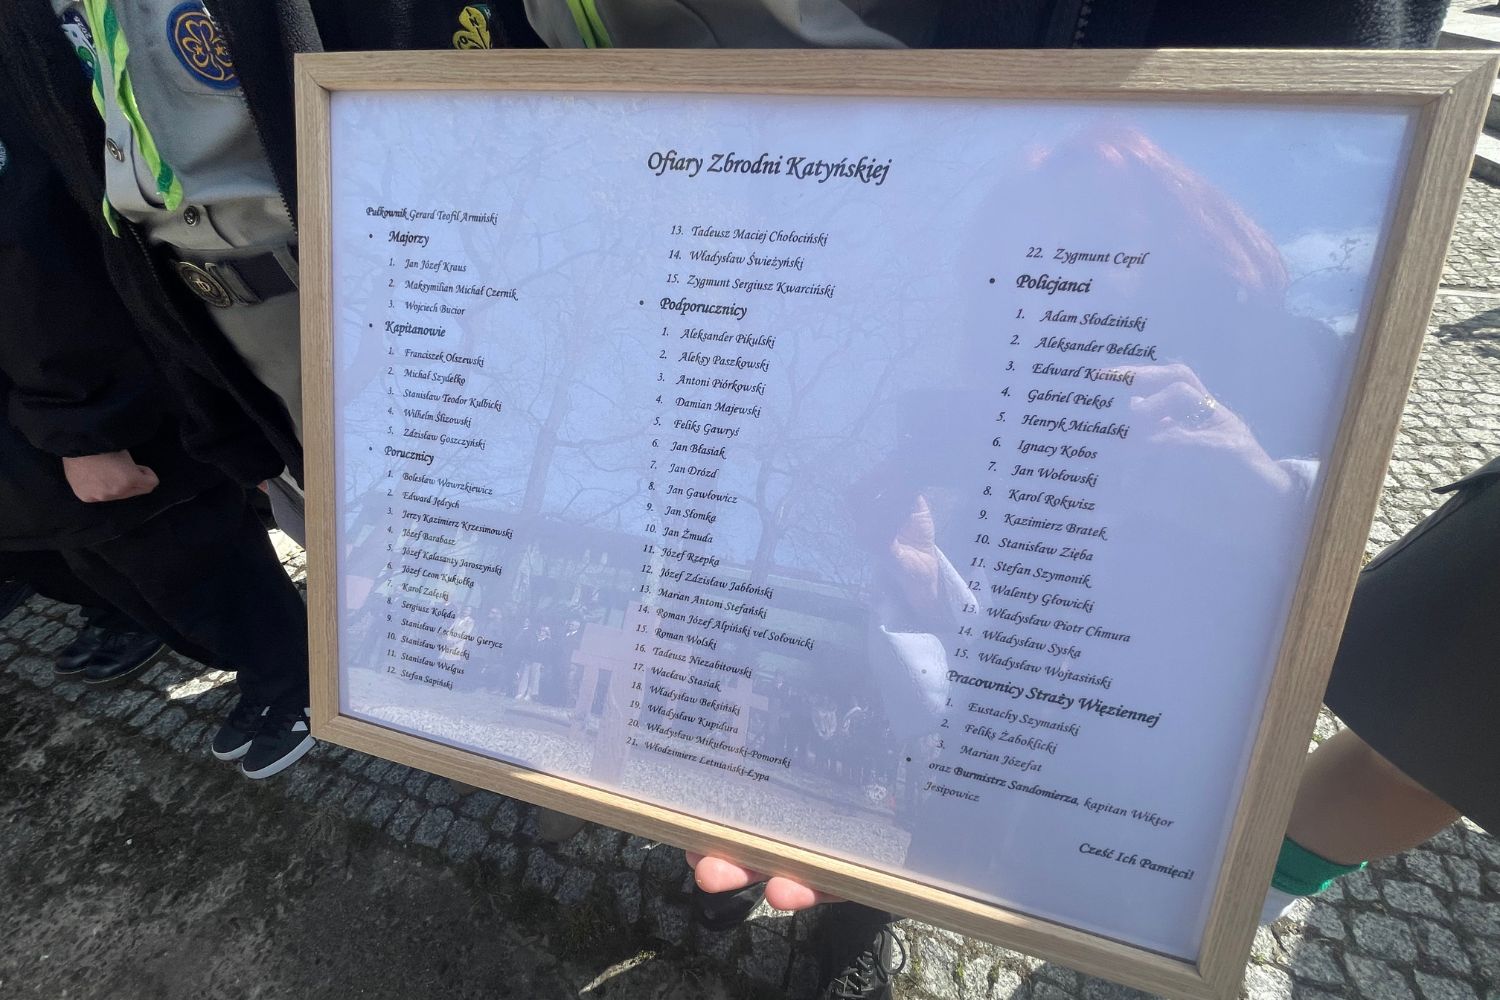 Ofiary Zbrodni Katyńskiej
Pułkownik Gerard Teofil Armiński
• Majorzy
1. Jan Józef Kraus
2. Maksymilian Michał Czernik
3. Wojciech Bucior
• Kapitanowie
1. Franciszek Olszewski
2. Michał Szydełko
3. Stanisław Teodor Kulbicki
4. Wilhelm Ślizowski
5. Zdzisław Goszczyński
• Porucznicy
1. Bolesław Wawrzkiewicz
2. Edward Jędrych
3. Jerzy Kazimierz Krzesimowski
4. Józef Barabasz
5. Józef Kalasanty Jaroszyński
6. Józef Leon Kukiołka
7. Karol Załęski
8. Sergiusz Kolęda
9. Stanisław Lechosław Gierycz
10. Stanisław Wardecki
11. Stanisław Wielgus
12. Stefan Sapiński
13. Tadeusz Maciej Chołociński
14. Władysław Świeżyński
15. Zygmunt Sergiusz Kwarciński
• Podporucznicy
1. Aleksander Pikulski
2. Aleksy Paszkowski
3. Antoni Piórkowski
4. Damian Majewski
5. Feliks Gawryś
6. Jan Błasiak
7. Jan Drózd
8. Jan Gawłowicz
9. Jan Słomka
10. Jan Żmuda
11. Józef Rzepka
12. Józef Zdzisław Jabłoński
13. Marian Antoni Stefański
14. Roman Józef Alpiński vel Sołowicki
15. Roman Wolski
16. Tadeusz Niezabitowski
17. Wacław Stasiak
18. Władysław Beksiński
19. Władysław Kupidura
20. Władysław Mikułowski-Pomorski
21. Włodzimierz Letniański-Łypa
22. Zygmunt Cepil
• Policjanci
1. Adam Słodziński
2. Aleksander Bełdzik
3. Edward Kiciński
4. Gabriel Piekoś
5. Henryk Michalski
6. Ignacy Kobos
7. Jan Wołowski
8. Karol Rokwisz
9. Kazimierz Bratek
10. Stanisław Zięba
11. Stefan Szymonik
12. Walenty Głowicki
13. Władysław Piotr Chmura
14. Władysław Syska
15. Władysław Wojtasiński
• Pracownicy Straży Więziennej
1. Eustachy Szymański
2. Feliks Żaboklicki
3. Marian Józefat
• oraz Burmistrz Sandomierza, kapitan Wiktor
Jesipowicz
Cześć Ich Pamięci!